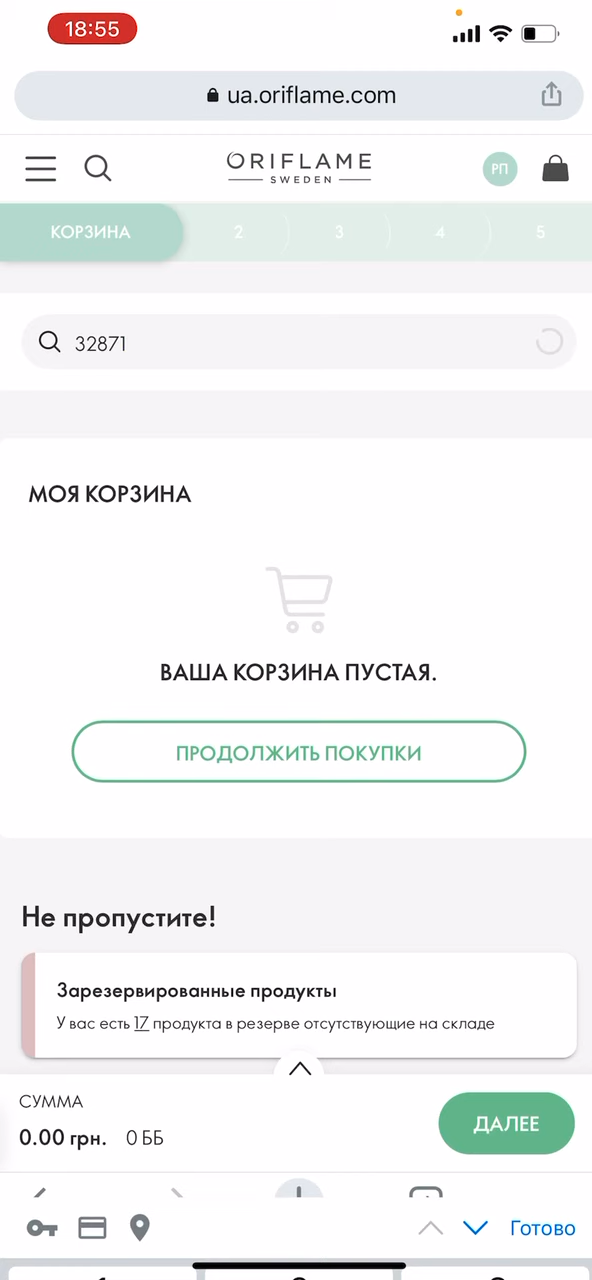 18:55
ua.oriflame.com
ORIFLAME
SWEDEN
РП
КОРЗИНА 2 3 4 5
32871
МОЯ КОРЗИНА
ВАША КОРЗИНА ПУСТАЯ.
ПРОДОЛЖИТЬ ПОКУПКИ
Не пропустите!
Зарезервированные продукты
У вас есть 17 продукта в резерве отсутствующие на складе
СУММА
0.00 грн. 0 ББ
ДАЛЕЕ
Готово